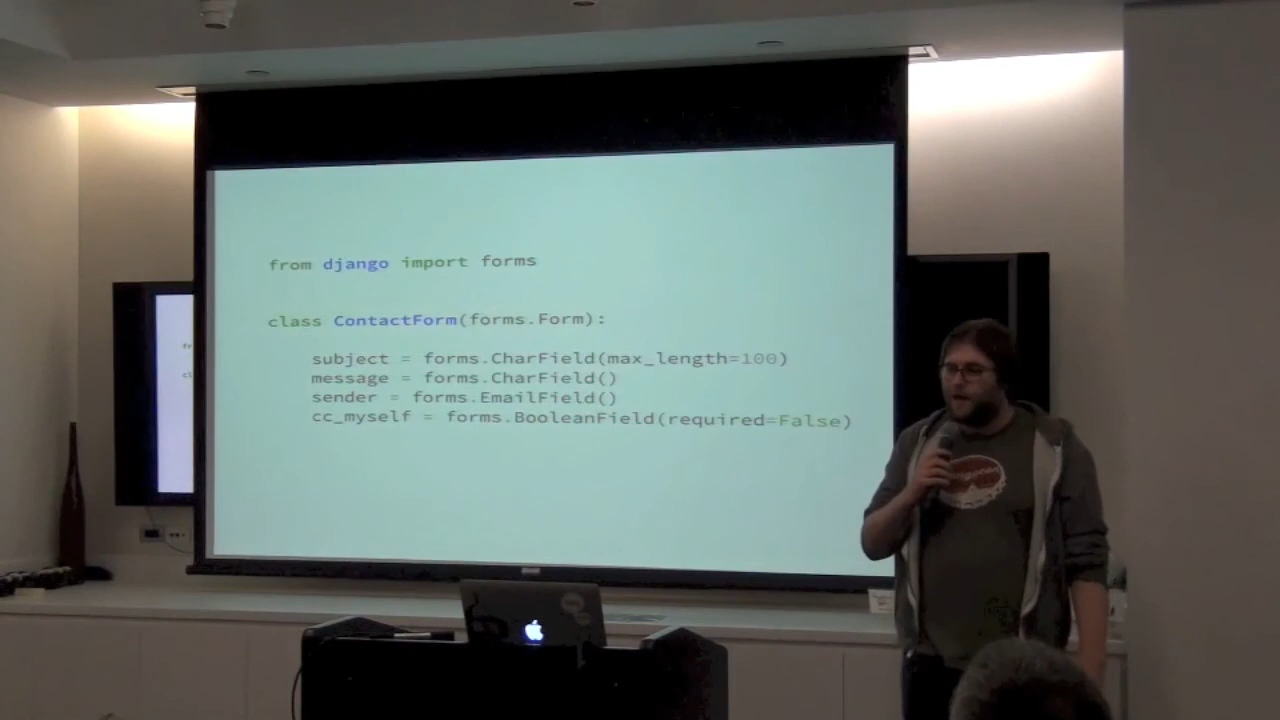 from django import forms
class ContactForm(forms.Form):
subject = forms.CharField(max_length=100)
message = forms.CharField()
sender = forms.EmailField()
cc_myself = forms.BooleanField(required=False)